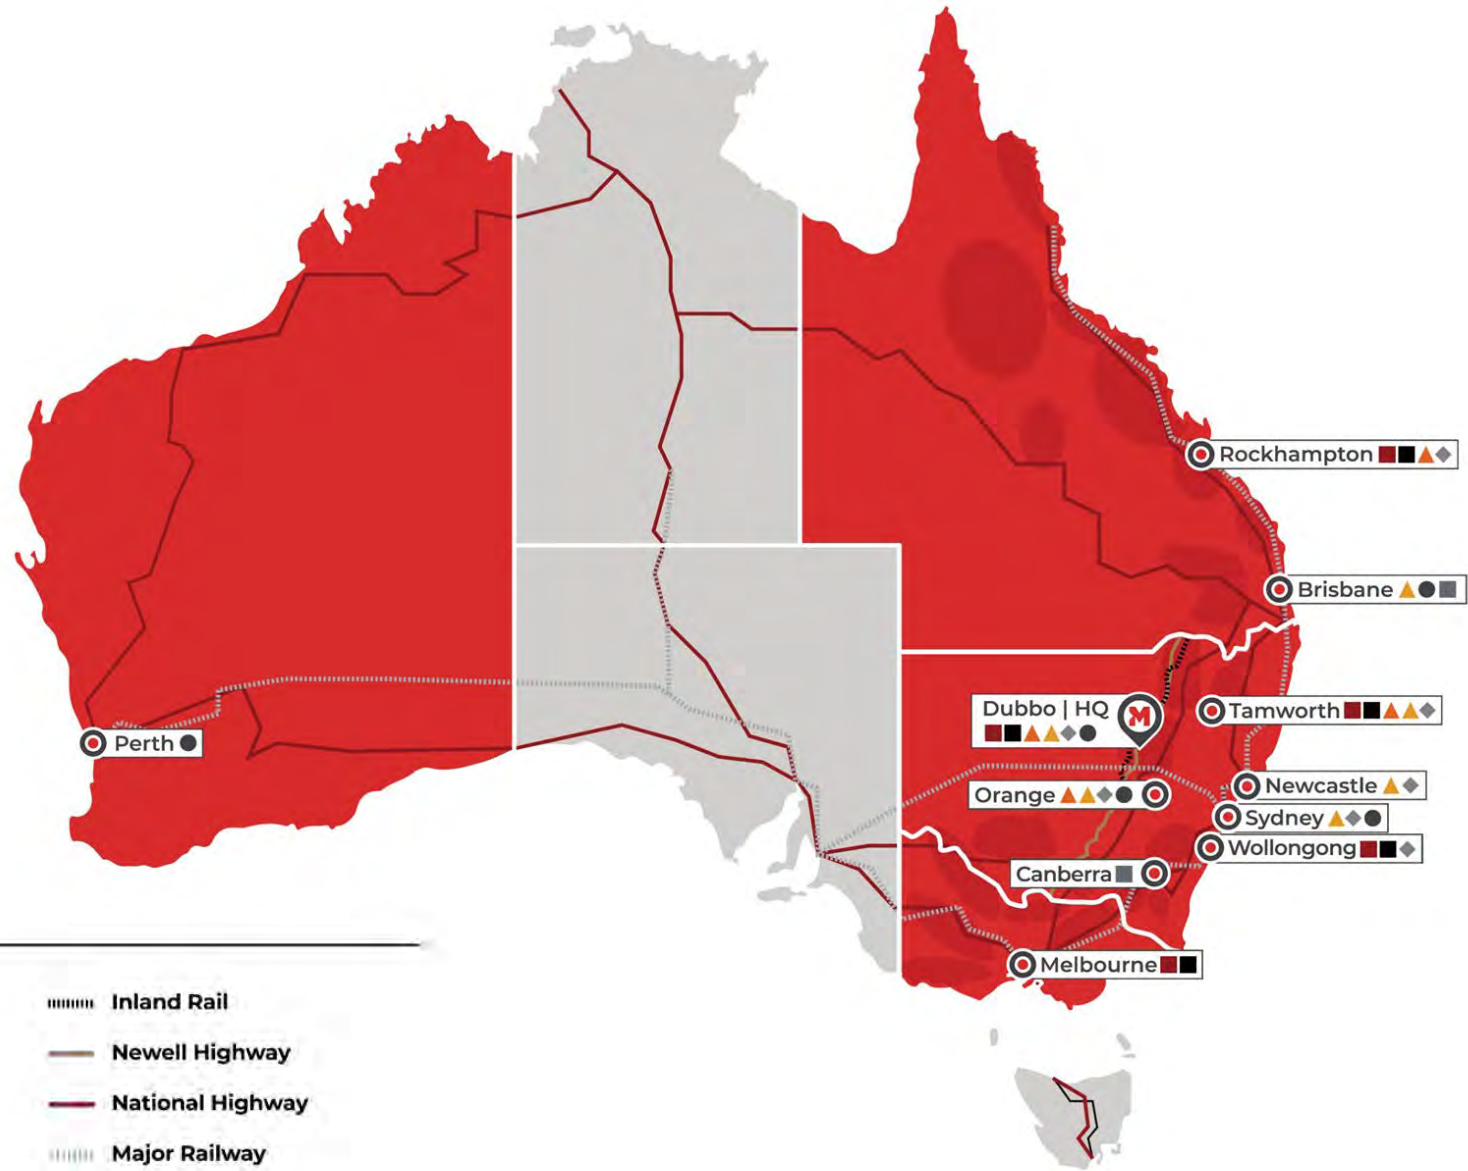 Rockhampton
Brisbane
Dubbo | HQ
M
Tamworth
Perth
Newcastle
Orange
Sydney
Wollongong
Canberra
Melbourne
Inland Rail
Newell Highway
National Highway
Major Railway